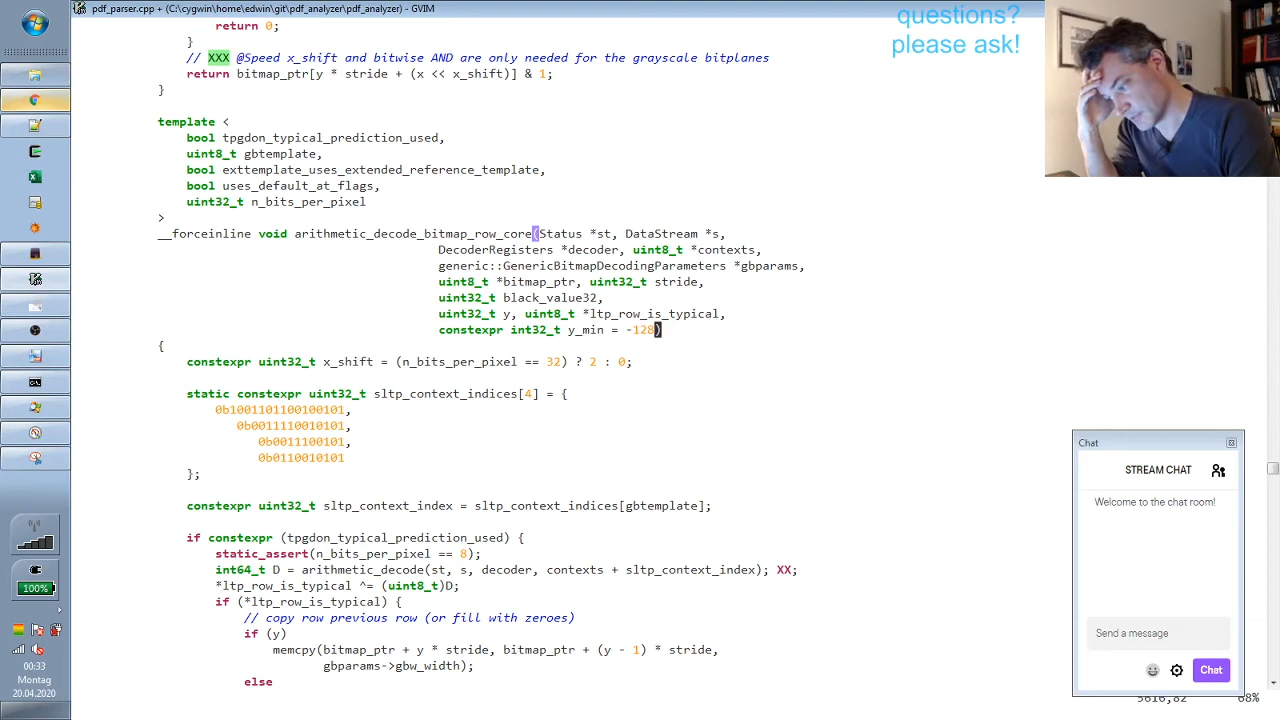 pdf_parser.cpp + (C:\cygwin\home\edwin\git\pdf_analyzer\pdf_analyzer) - GVIM
questions?
please ask!
return 0;
}
// XXX @Speed x_shift and bitwise AND are only needed for the grayscale bitplanes
return bitmap_ptr[y * stride + (x << x_shift)] & 1;
}
template <
bool tpgdon_typical_prediction_used,
uint8_t gbtemplate,
bool exttemplate_uses_extended_reference_template,
bool uses_default_at_flags,
uint32_t n_bits_per_pixel
>
__forceinline void arithmetic_decode_bitmap_row_core(Status *st, DataStream *s,
DecoderRegisters *decoder, uint8_t *contexts,
generic::GenericBitmapDecodingParameters *gbparams,
uint8_t *bitmap_ptr, uint32_t stride,
uint32_t black_value32,
uint32_t y, uint8_t *ltp_row_is_typical,
constexpr int32_t y_min = -128)
{
constexpr uint32_t x_shift = (n_bits_per_pixel == 32) ? 2 : 0;
static constexpr uint32_t sltp_context_indices[4] = {
0b1001101100100101,
0b0011110010101,
0b0011100101,
0b0110010101
};
constexpr uint32_t sltp_context_index = sltp_context_indices[gbtemplate];
if constexpr (tpgdon_typical_prediction_used) {
static_assert(n_bits_per_pixel == 8);
int64_t D = arithmetic_decode(st, s, decoder, contexts + sltp_context_index); XX;
*ltp_row_is_typical ^= (uint8_t)D;
if (*ltp_row_is_typical) {
// copy row previous row (or fill with zeroes)
if (y)
memcpy(bitmap_ptr + y * stride, bitmap_ptr + (y - 1) * stride,
gbparams->gbw_width);
else
5616,82 68%
Chat
STREAM CHAT
Welcome to the chat room!
Send a message
Chat
100%
00:33
Montag
20.04.2020